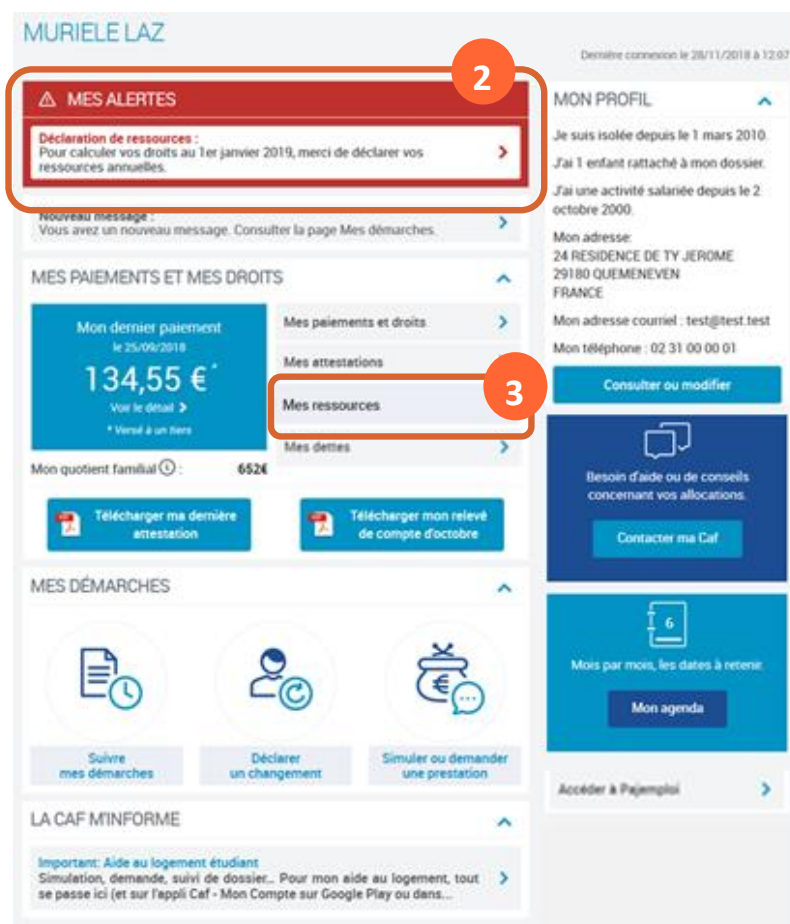 MURIELE LAZ
Dernière connexion le 28/11/2018 à 12:07
2
MES ALERTES
Déclaration de ressources :
Pour calculer vos droits au 1er janvier 2019, merci de déclarer vos
ressources annuelles.
Nouveau message :
Vous avez un nouveau message. Consulter la page Mes démarches.
MES PAIEMENTS ET MES DROITS
Mon dernier paiement
le 25/09/2018
134,55 €*
Voir le détail
* Versé à un tiers
Mes paiements et droits
Mes attestations
3
Mes ressources
Mes dettes
Mon quotient familial : 652€
Télécharger ma dernière
attestation
Télécharger mon relevé
de compte d'octobre
MES DÉMARCHES
Suivre
mes démarches
Déclarer
un changement
Simuler ou demander
une prestation
LA CAF M'INFORME
Important: Aide au logement étudiant
Simulation, demande, suivi de dossier... Pour mon aide au logement, tout
se passe ici (et sur l'appli Caf - Mon Compte sur Google Play ou dans...
MON PROFIL
Je suis isolée depuis le 1 mars 2010.
J'ai 1 enfant rattaché à mon dossier.
J'ai une activité salariée depuis le 2
octobre 2000.
Mon adresse:
24 RESIDENCE DE TY JEROME
29180 QUEMENEVEN
FRANCE
Mon adresse courriel : test@test.test
Mon téléphone : 02 31 00 00 01
Consulter ou modifier
Besoin d'aide ou de conseils
concernant vos allocations.
Contacter ma Caf
6
Mois par mois, les dates à retenir.
Mon agenda
Accéder à Pajemploi